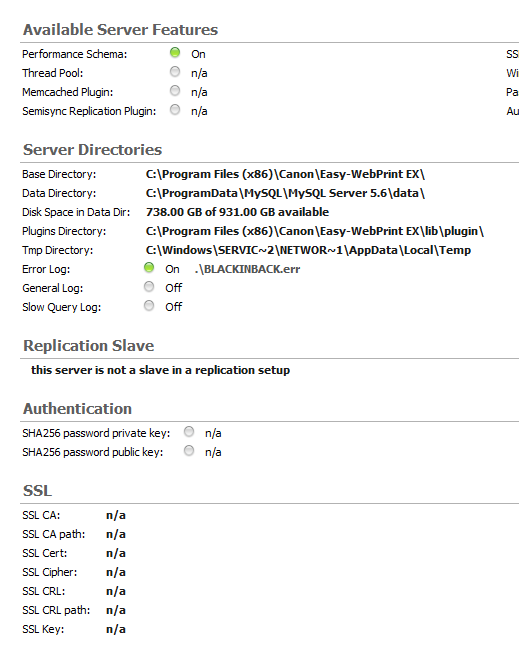 Available Server Features
Performance Schema: On SS
Thread Pool: n/a Wi
Memcached Plugin: n/a Pa
Semisync Replication Plugin: n/a Au
Server Directories
Base Directory: C:\Program Files (x86)\Canon\Easy-WebPrint EX\
Data Directory: C:\ProgramData\MySQL\MySQL Server 5.6\data\
Disk Space in Data Dir: 738.00 GB of 931.00 GB available
Plugins Directory: C:\Program Files (x86)\Canon\Easy-WebPrint EX\lib\plugin\
Tmp Directory: C:\Windows\SERVIC~2\NETWOR~1\AppData\Local\Temp
Error Log: On .\BLACKINBACK.err
General Log: Off
Slow Query Log: Off
Replication Slave
this server is not a slave in a replication setup
Authentication
SHA256 password private key: n/a
SHA256 password public key: n/a
SSL
SSL CA: n/a
SSL CA path: n/a
SSL Cert: n/a
SSL Cipher: n/a
SSL CRL: n/a
SSL CRL path: n/a
SSL Key: n/a